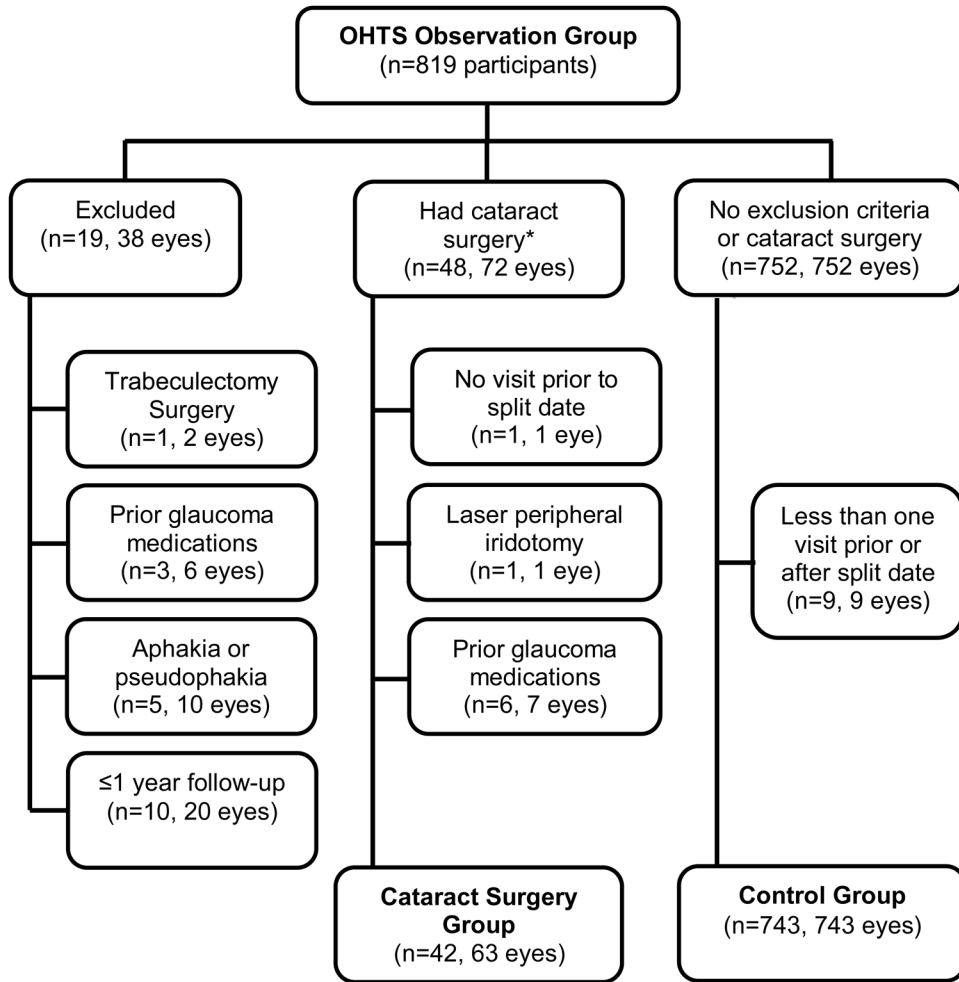 OHTS Observation Group
(n=819 participants)
Excluded
(n=19, 38 eyes)
Had cataract
surgery*
(n=48, 72 eyes)
No exclusion criteria
or cataract surgery
(n=752, 752 eyes)
Trabeculectomy
Surgery
(n=1, 2 eyes)
No visit prior to
split date
(n=1, 1 eye)
Prior glaucoma
medications
(n=3, 6 eyes)
Laser peripheral
iridotomy
(n=1, 1 eye)
Less than one
visit prior or
after split date
(n=9, 9 eyes)
Aphakia or
pseudophakia
(n=5, 10 eyes)
Prior glaucoma
medications
(n=6, 7 eyes)
≤1 year follow-up
(n=10, 20 eyes)
Cataract Surgery
Group
(n=42, 63 eyes)
Control Group
(n=743, 743 eyes)